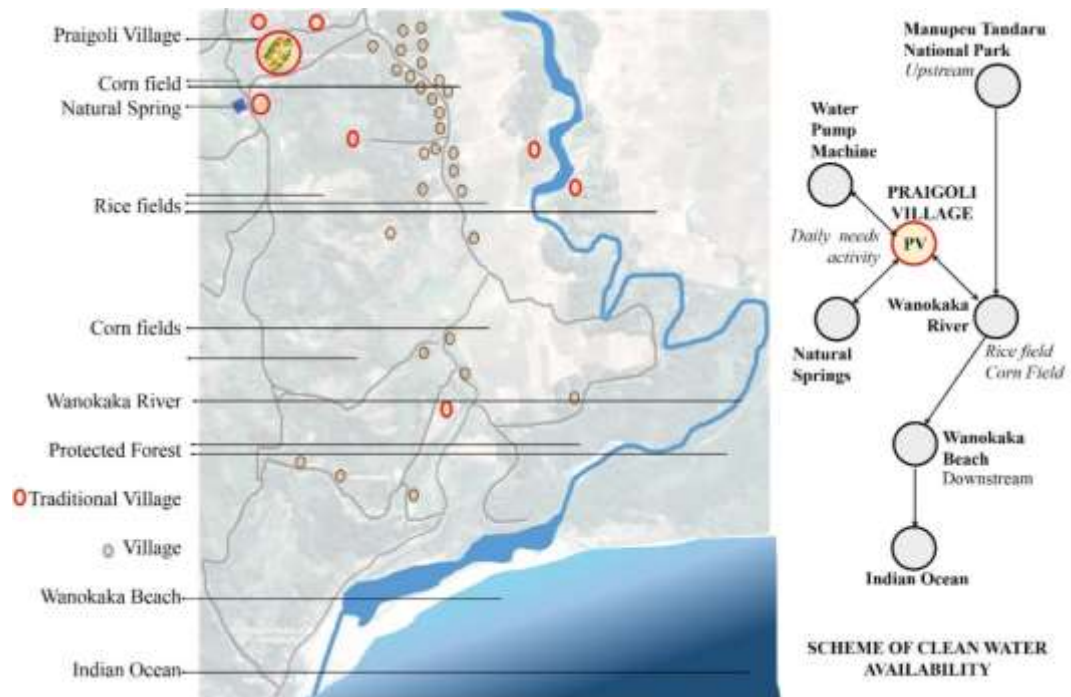 Praigoli Village
Corn field
Natural Spring
Rice fields
Corn fields
Wanokaka River
Protected Forest
Traditional Village
Village
Wanokaka Beach
Indian Ocean
Manupeu Tandaru
National Park
Upstream
Water
Pump
Machine
PRAIGOLI
VILLAGE
PV
Daily needs
activity
Wanokaka
River
Natural
Springs
Rice field
Corn Field
Wanokaka
Beach
Downstream
Indian Ocean
SCHEME OF CLEAN WATER
AVAILABILITY